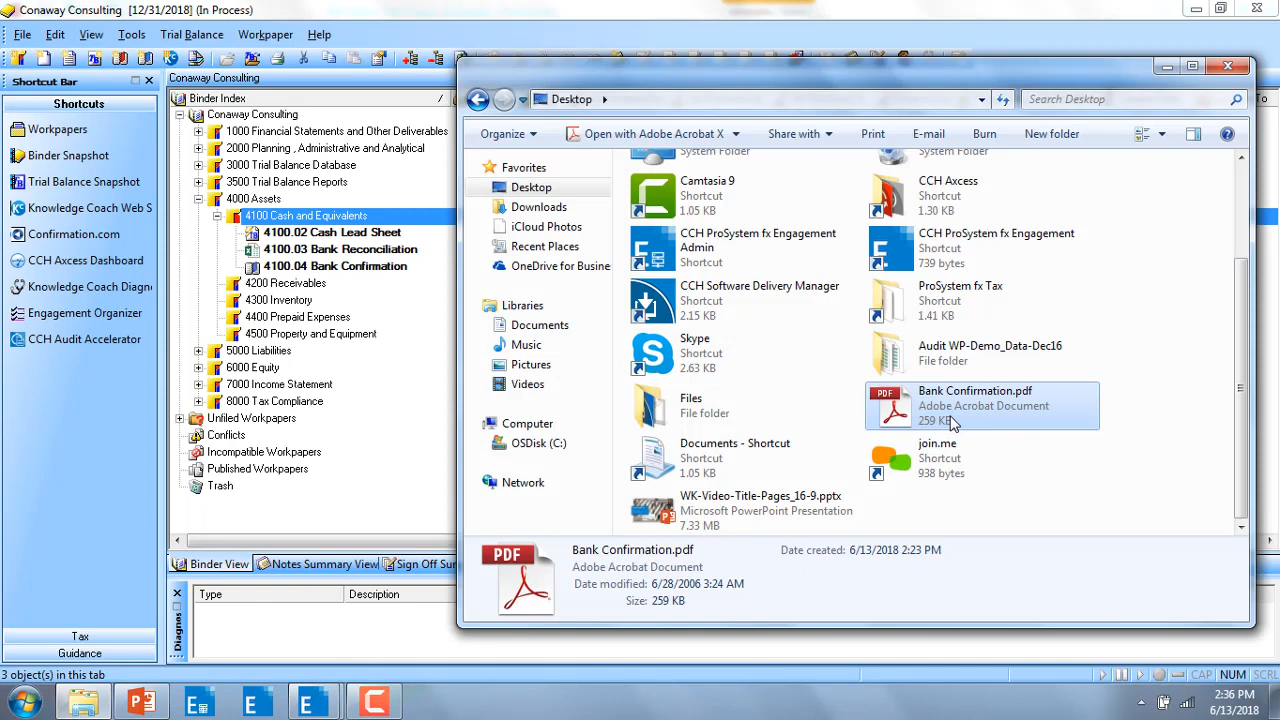 Conaway Consulting [12/31/2018] (In Process)
File Edit View Tools Trial Balance Workpaper Help
Shortcut Bar
Shortcuts
Workpapers
Binder Snapshot
Trial Balance Snapshot
Knowledge Coach Web S
Confirmation.com
CCH Axcess Dashboard
Knowledge Coach Diagn
Engagement Organizer
CCH Audit Accelerator
Tax
Guidance
Conaway Consulting
Binder Index
Conaway Consulting
1000 Financial Statements and Other Deliverables
2000 Planning , Administrative and Analytical
3000 Trial Balance Database
3500 Trial Balance Reports
4000 Assets
4100 Cash and Equivalents
4100.02 Cash Lead Sheet
4100.03 Bank Reconciliation
4100.04 Bank Confirmation
4200 Receivables
4300 Inventory
4400 Prepaid Expenses
4500 Property and Equipment
5000 Liabilities
6000 Equity
7000 Income Statement
8000 Tax Compliance
Unfiled Workpapers
Conflicts
Incompatible Workpapers
Published Workpapers
Trash
Binder View Notes Summary View Sign Off Su
Type Description
Diagnos
To
Desktop
Search Desktop
Organize Open with Adobe Acrobat X Share with Print E-mail Burn New folder
Favorites
Desktop
Downloads
iCloud Photos
Recent Places
OneDrive for Busine
Libraries
Documents
Music
Pictures
Videos
Computer
OSDisk (C:)
Network
System Folder
System Folder
Camtasia 9
Shortcut
1.05 KB
CCH Axcess
Shortcut
1.30 KB
CCH ProSystem fx Engagement
Admin
Shortcut
CCH ProSystem fx Engagement
Shortcut
739 bytes
CCH Software Delivery Manager
Shortcut
2.15 KB
ProSystem fx Tax
Shortcut
1.41 KB
Skype
Shortcut
2.63 KB
Audit WP-Demo_Data-Dec16
File folder
Files
File folder
PDF
Bank Confirmation.pdf
Adobe Acrobat Document
259 KB
Documents - Shortcut
Shortcut
1.05 KB
join.me
Shortcut
938 bytes
WK-Video-Title-Pages_16-9.pptx
Microsoft PowerPoint Presentation
7.33 MB
PDF
Bank Confirmation.pdf Date created: 6/13/2018 2:23 PM
Adobe Acrobat Document
Date modified: 6/28/2006 3:24 AM
Size: 259 KB
3 object(s) in this tab
CAP NUM SCRL
2:36 PM
6/13/2018